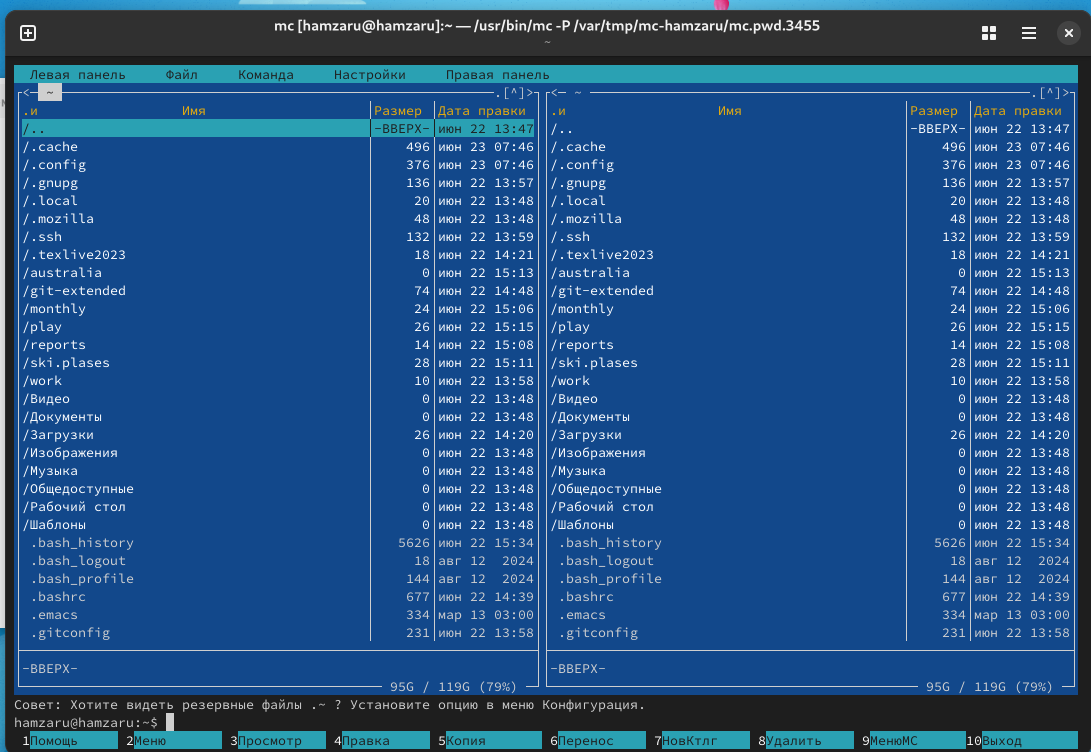 mc [hamzaru@hamzaru]:~ — /usr/bin/mc -P /var/tmp/mc-hamzaru/mc.pwd.3455
~
Левая панель Файл Команда Настройки Правая панель
<— ~ .[^]> <— ~ .[^]>
.и Имя Размер Дата правки .и Имя Размер Дата правки
/.. -ВВЕРХ- июн 22 13:47 /.. -ВВЕРХ- июн 22 13:47
/.cache 496 июн 23 07:46 /.cache 496 июн 23 07:46
/.config 376 июн 23 07:46 /.config 376 июн 23 07:46
/.gnupg 136 июн 22 13:57 /.gnupg 136 июн 22 13:57
/.local 20 июн 22 13:48 /.local 20 июн 22 13:48
/.mozilla 48 июн 22 13:48 /.mozilla 48 июн 22 13:48
/.ssh 132 июн 22 13:59 /.ssh 132 июн 22 13:59
/.texlive2023 18 июн 22 14:21 /.texlive2023 18 июн 22 14:21
/australia 0 июн 22 15:13 /australia 0 июн 22 15:13
/git-extended 74 июн 22 14:48 /git-extended 74 июн 22 14:48
/monthly 24 июн 22 15:06 /monthly 24 июн 22 15:06
/play 26 июн 22 15:15 /play 26 июн 22 15:15
/reports 14 июн 22 15:08 /reports 14 июн 22 15:08
/ski.plases 28 июн 22 15:11 /ski.plases 28 июн 22 15:11
/work 10 июн 22 13:58 /work 10 июн 22 13:58
/Видео 0 июн 22 13:48 /Видео 0 июн 22 13:48
/Документы 0 июн 22 13:48 /Документы 0 июн 22 13:48
/Загрузки 26 июн 22 14:20 /Загрузки 26 июн 22 14:20
/Изображения 0 июн 22 13:48 /Изображения 0 июн 22 13:48
/Музыка 0 июн 22 13:48 /Музыка 0 июн 22 13:48
/Общедоступные 0 июн 22 13:48 /Общедоступные 0 июн 22 13:48
/Рабочий стол 0 июн 22 13:48 /Рабочий стол 0 июн 22 13:48
/Шаблоны 0 июн 22 13:48 /Шаблоны 0 июн 22 13:48
.bash_history 5626 июн 22 15:34 .bash_history 5626 июн 22 15:34
.bash_logout 18 авг 12 2024 .bash_logout 18 авг 12 2024
.bash_profile 144 авг 12 2024 .bash_profile 144 авг 12 2024
.bashrc 677 июн 22 14:39 .bashrc 677 июн 22 14:39
.emacs 334 мар 13 03:00 .emacs 334 мар 13 03:00
.gitconfig 231 июн 22 13:58 .gitconfig 231 июн 22 13:58
-ВВЕРХ- -ВВЕРХ-
95G / 119G (79%) 95G / 119G (79%)
Совет: Хотите видеть резервные файлы .~ ? Установите опцию в меню Конфигурация.
hamzaru@hamzaru:~$
1Помощь 2Меню 3Просмотр 4Правка 5Копия 6Перенос 7НовКтлг 8Удалить 9МенюМС 10Выход